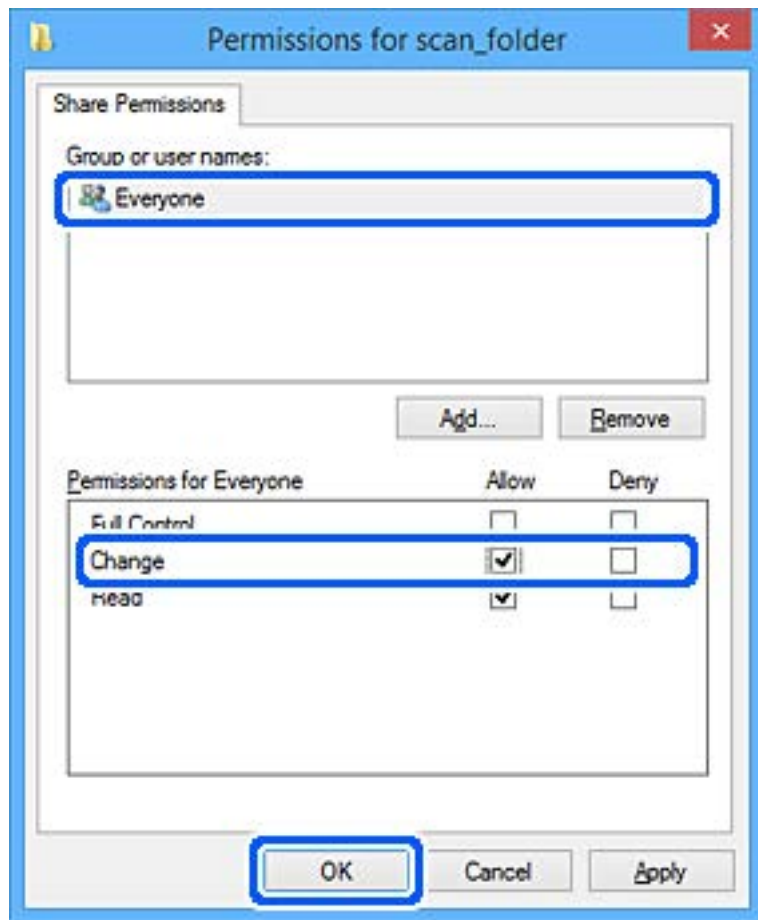 Permissions for scan_folder
Share Permissions
Group or user names:
Everyone
Add... Remove
Permissions for Everyone Allow Deny
Full Control
Change
Read
OK Cancel Apply